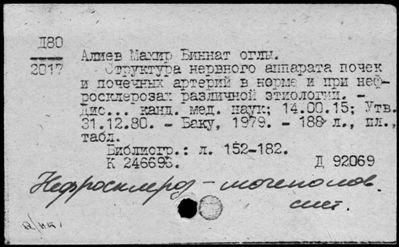 Д80
2017
Алиев Махир Биннат оглы.
Структура нервного аппарата почек
и почечных артерий в норме и при неф-
росклерозах различной этиологии. -
Дис... канд. мед. наук; 14.00.15; Утв.
31.12.80. - Баку, 1979. - 188 л., пл.,
табл.
Библиогр.: л. 152-182.
К 246695. Д 92069
Нефросклероз – мочеполов.
сист.